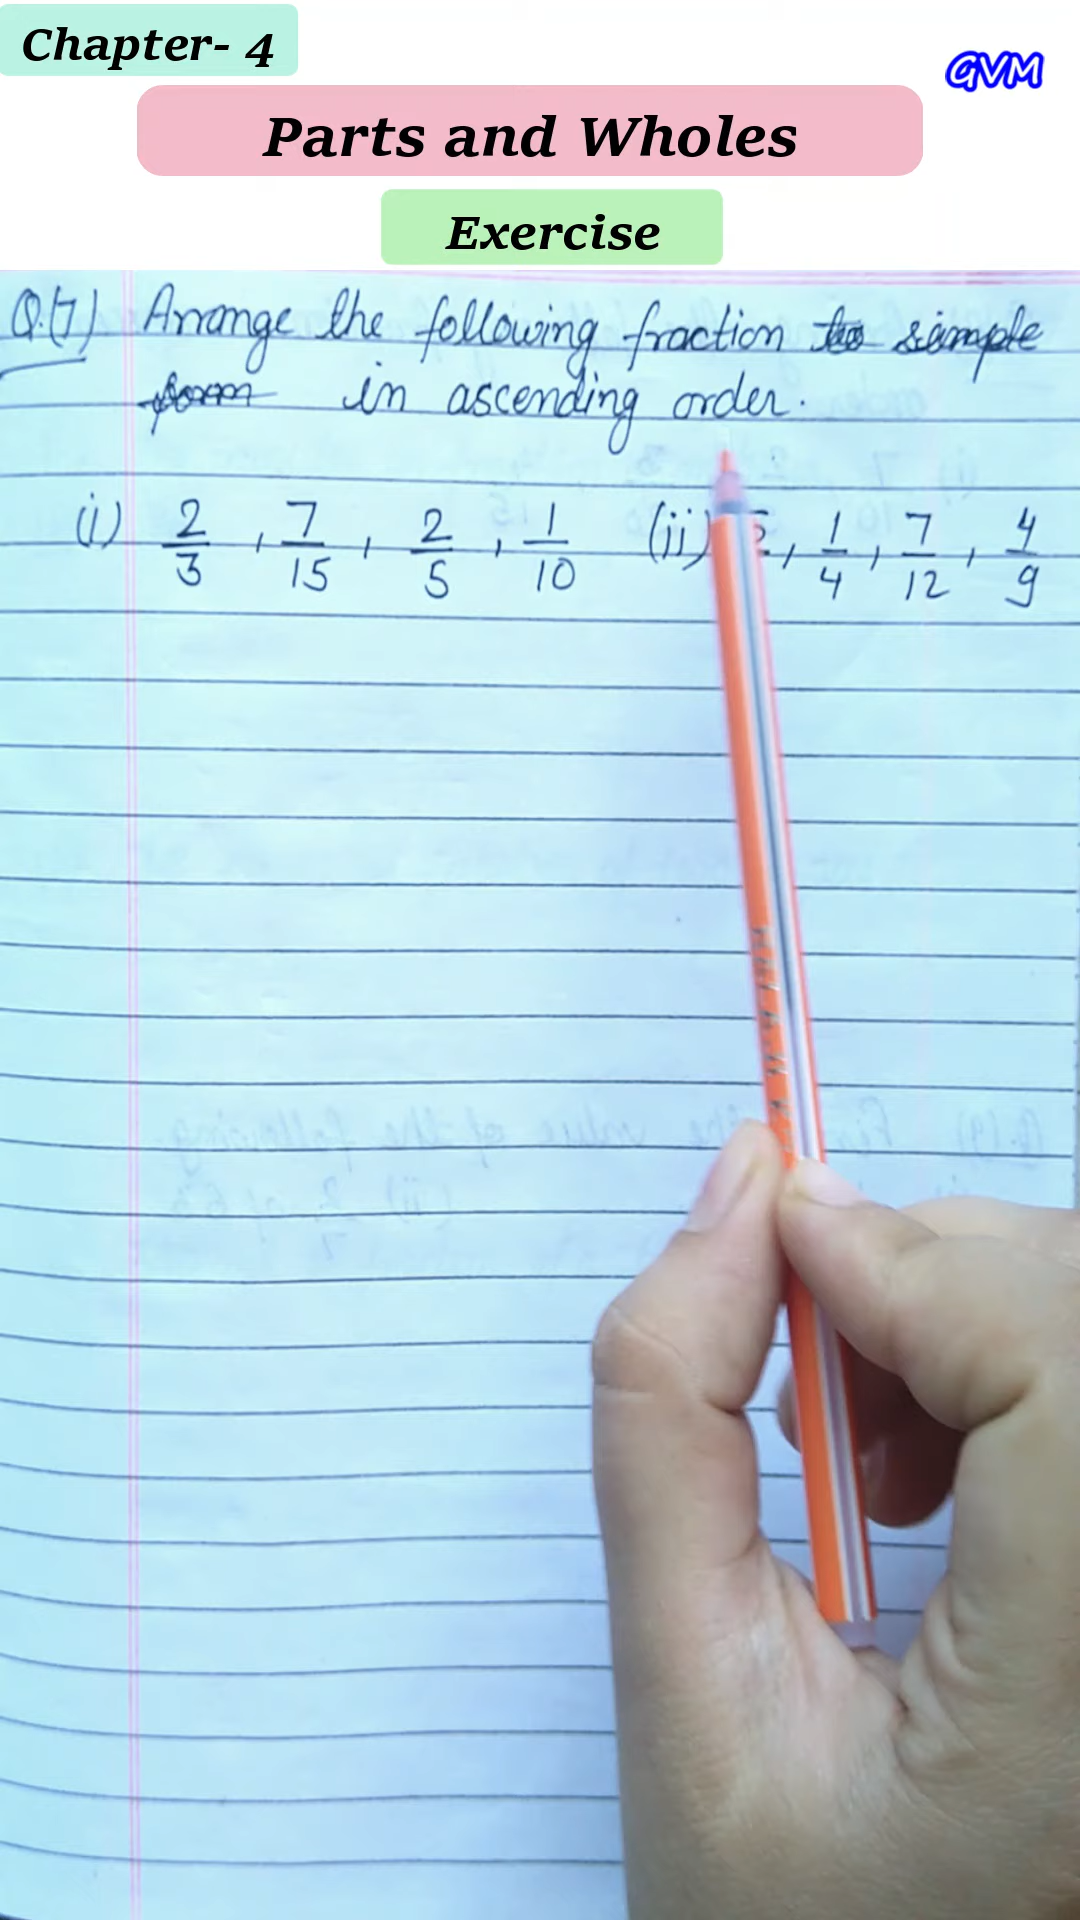 Chapter- 4
GVM
Parts and Wholes
Exercise
Q.(7) Arrange the following fraction to simple
form in ascending order.
(i) 2/3 , 7/15 , 2/5 , 1/10 (ii) , 1/4 , 7/12 , 4/9